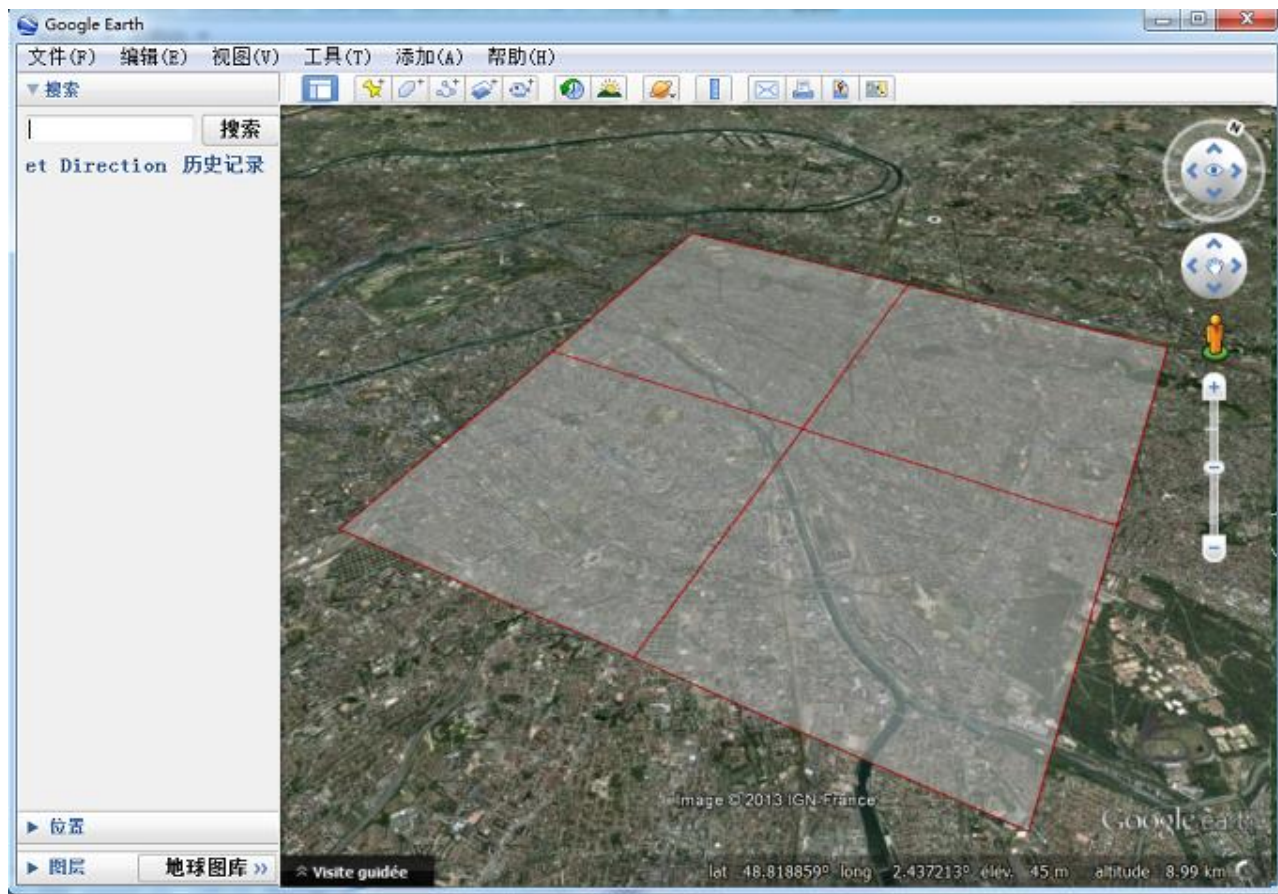 Google Earth
文件(F) 编辑(E) 视图(V) 工具(T) 添加(A) 帮助(H)
搜索
搜索
et Direction 历史记录
N
Image © 2013 IGN-France
Google earth
位置
图层 地球图库 >>
Visite guidée
lat 48.818859° long 2.437213° élév. 45 m altitude 8.99 km